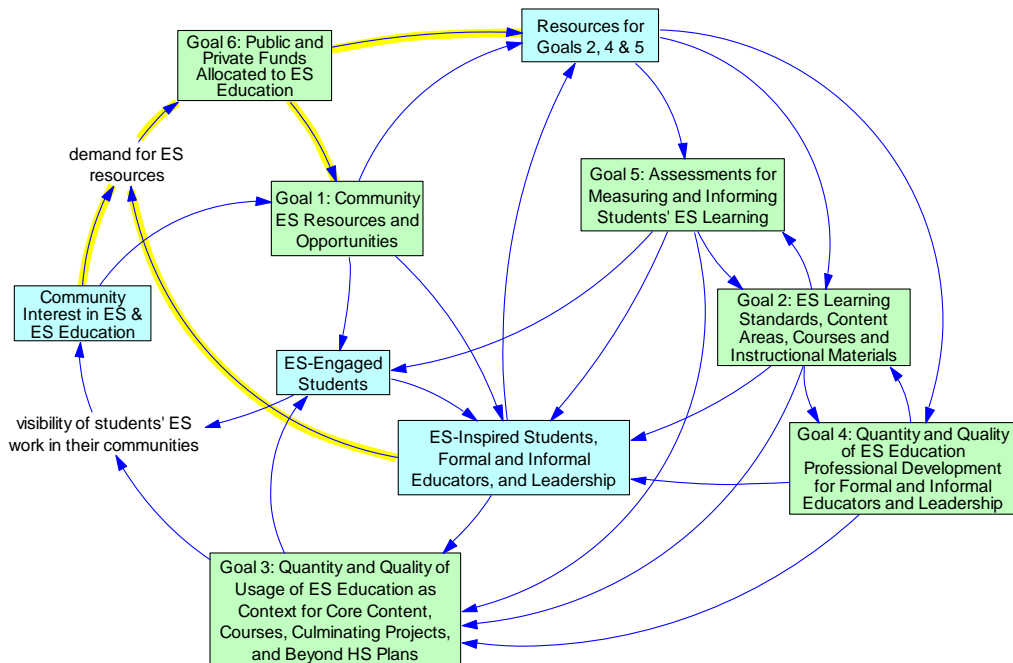 Goal 6: Public and
Private Funds
Allocated to ES
Education
Resources for
Goals 2, 4 & 5
demand for ES
resources
Goal 5: Assessments for
Measuring and Informing
Students' ES Learning
Goal 1: Community
ES Resources and
Opportunities
Community
Interest in ES &
ES Education
Goal 2: ES Learning
Standards, Content
Areas, Courses and
Instructional Materials
ES-Engaged
Students
visibility of students' ES
work in their communities
ES-Inspired Students,
Formal and Informal
Educators, and Leadership
Goal 4: Quantity and Quality
of ES Education
Professional Development
for Formal and Informal
Educators and Leadership
Goal 3: Quantity and Quality of
Usage of ES Education as
Context for Core Content,
Courses, Culminating Projects,
and Beyond HS Plans